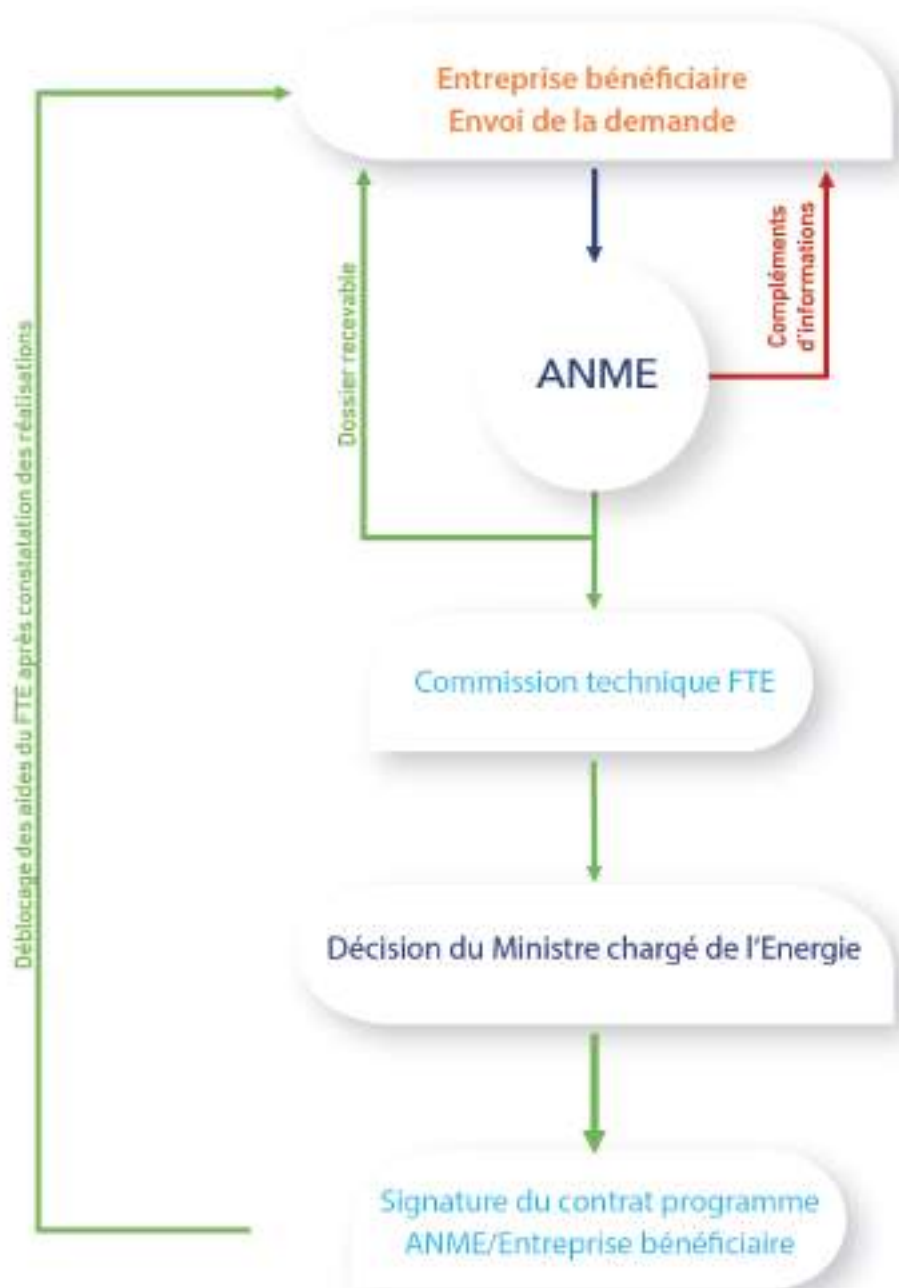 Entreprise bénéficiaire
Envoi de la demande
Compléments
d'informations
Dossier recevable
ANME
Déblocage des aides du FTE après constatation des réalisations
Commission technique FTE
Décision du Ministre chargé de l'Energie
Signature du contrat programme
ANME/Entreprise bénéficiaire